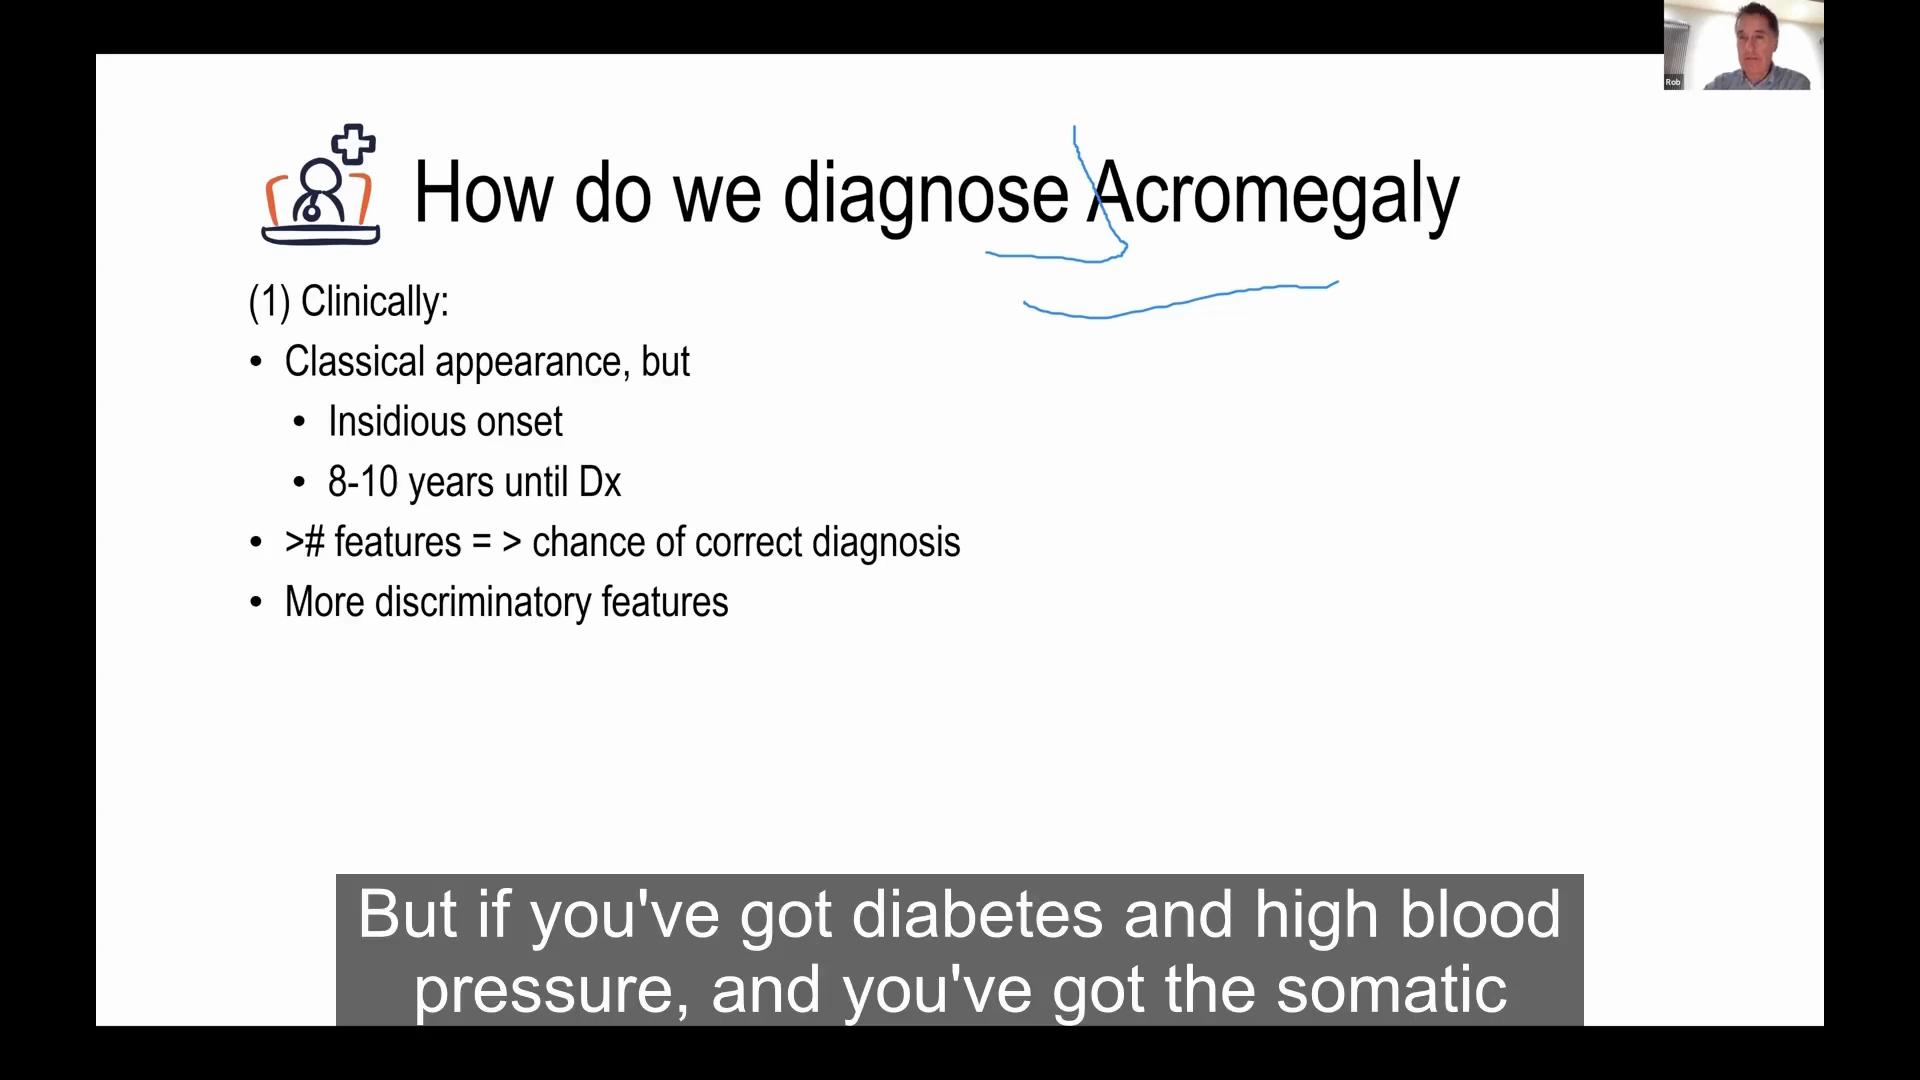 Rob
How do we diagnose Acromegaly
(1) Clinically:
• Classical appearance, but
• Insidious onset
• 8-10 years until Dx
• ># features = > chance of correct diagnosis
• More discriminatory features
But if you've got diabetes and high blood
pressure, and you've got the somatic